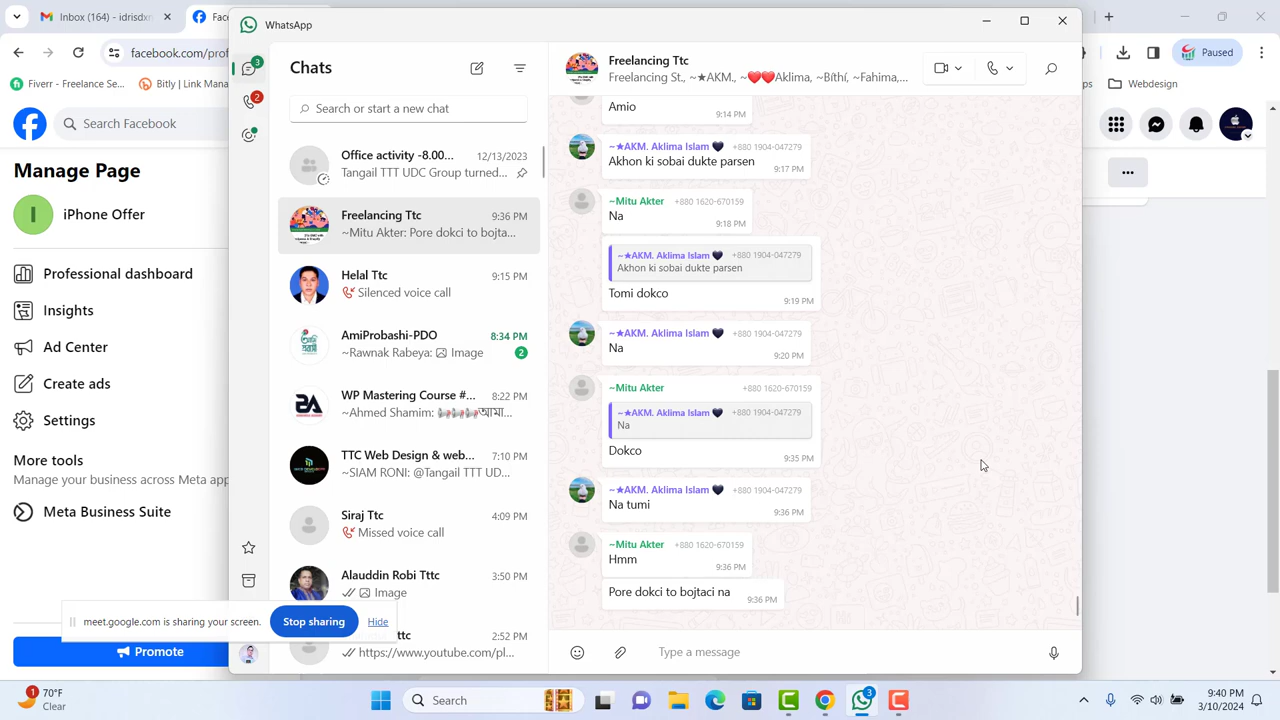 Inbox (164) - idrisdx
Fac
WhatsApp
facebook.com/prof
Paused
Fiverr - Freelance Se...
Bitly | Link Manag
Webdesign
Search Facebook
Manage Page
I
iPhone Offer
Professional dashboard
Insights
Ad Center
Create ads
Settings
More tools
Manage your business across Meta app
Meta Business Suite
Promote
3
2
Chats
Search or start a new chat
Office activity -8.00... 12/13/2023
Tangail TTT UDC Group turned...
Freelancing Ttc 9:36 PM
~Mitu Akter: Pore dokci to bojta...
Helal Ttc 9:15 PM
Silenced voice call
AmiProbashi-PDO 8:34 PM
~Rawnak Rabeya: Image 2
WP Mastering Course #... 8:22 PM
~Ahmed Shamim: আমা...
TTC Web Design & web... 7:10 PM
~SIAM RONI: @Tangail TTT UD...
Siraj Ttc 4:09 PM
Missed voice call
Alauddin Robi Tttc 3:50 PM
Image
ttc 2:52 PM
https://www.youtube.com/pl...
meet.google.com is sharing your screen.
Stop sharing
Hide
Freelancing Ttc
Freelancing St., ~★AKM., ~❤❤Aklima, ~Bithi, ~Fahima,...
Amio
9:14 PM
~★AKM. Aklima Islam 🖤 +880 1904-047279
Akhon ki sobai dukte parsen
9:17 PM
~Mitu Akter +880 1620-670159
Na
9:18 PM
~★AKM. Aklima Islam 🖤 +880 1904-047279
Akhon ki sobai dukte parsen
Tomi dokco
9:19 PM
~★AKM. Aklima Islam 🖤 +880 1904-047279
Na
9:20 PM
~Mitu Akter +880 1620-670159
~★AKM. Aklima Islam 🖤 +880 1904-047279
Na
Dokco
9:35 PM
~★AKM. Aklima Islam 🖤 +880 1904-047279
Na tumi
9:36 PM
~Mitu Akter +880 1620-670159
Hmm
9:36 PM
Pore dokci to bojtaci na
9:36 PM
Type a message
1
70°F
Clear
Search
3
9:40 PM
3/10/2024